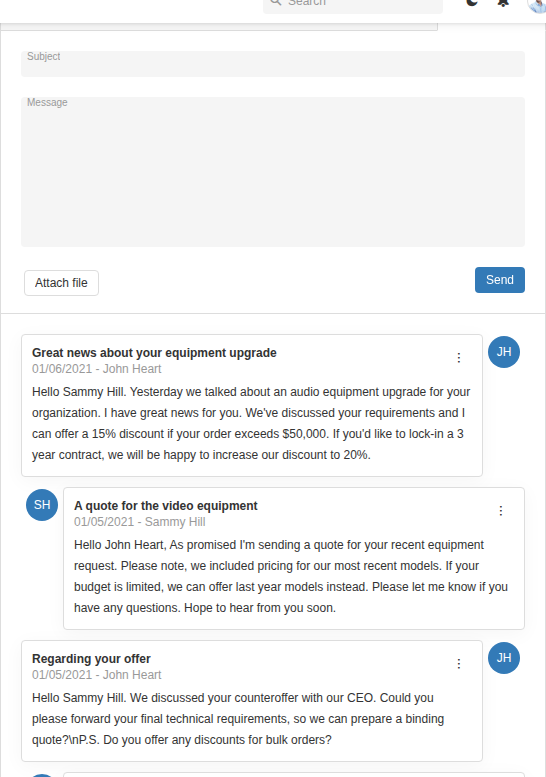 Search
Subject
Message
Attach file
Send
Great news about your equipment upgrade
01/06/2021 - John Heart
JH
Hello Sammy Hill. Yesterday we talked about an audio equipment upgrade for your
organization. I have great news for you. We've discussed your requirements and I
can offer a 15% discount if your order exceeds $50,000. If you'd like to lock-in a 3
year contract, we will be happy to increase our discount to 20%.
SH
A quote for the video equipment
01/05/2021 - Sammy Hill
Hello John Heart, As promised I'm sending a quote for your recent equipment
request. Please note, we included pricing for our most recent models. If your
budget is limited, we can offer last year models instead. Please let me know if you
have any questions. Hope to hear from you soon.
Regarding your offer
01/05/2021 - John Heart
JH
Hello Sammy Hill. We discussed your counteroffer with our CEO. Could you
please forward your final technical requirements, so we can prepare a binding
quote?\nP.S. Do you offer any discounts for bulk orders?